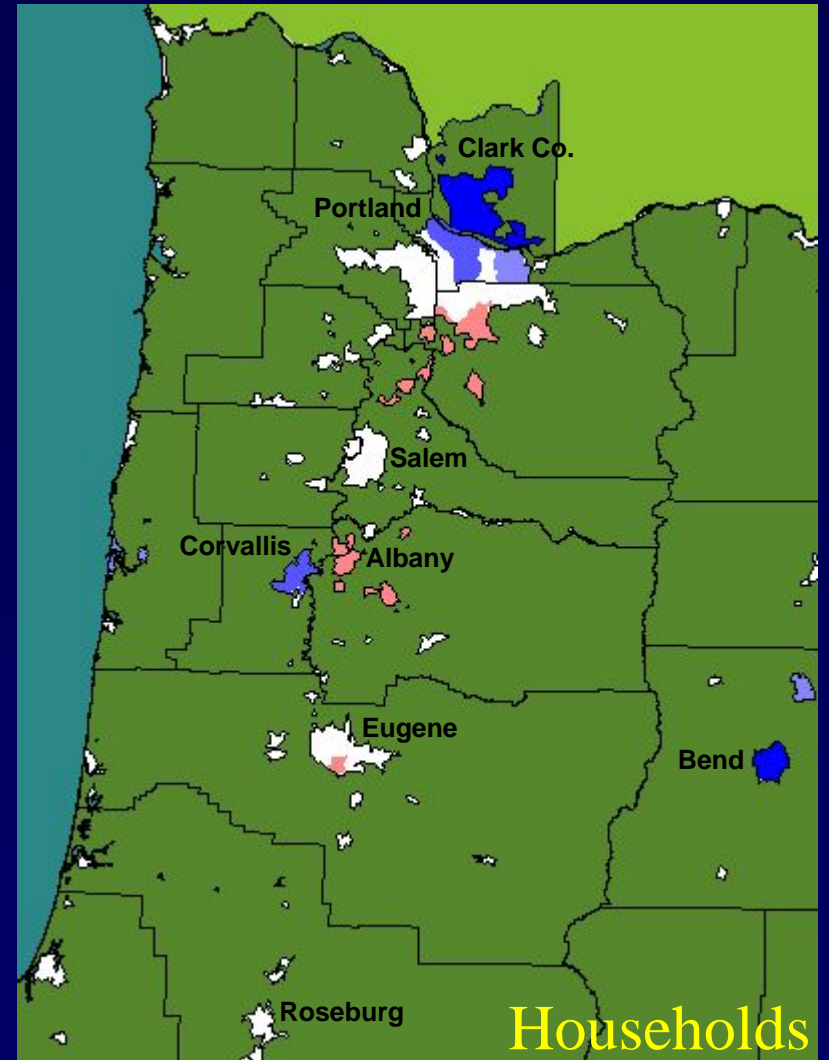 Clark Co.
Portland
Salem
Corvallis
Albany
Eugene
Bend
Roseburg
Households